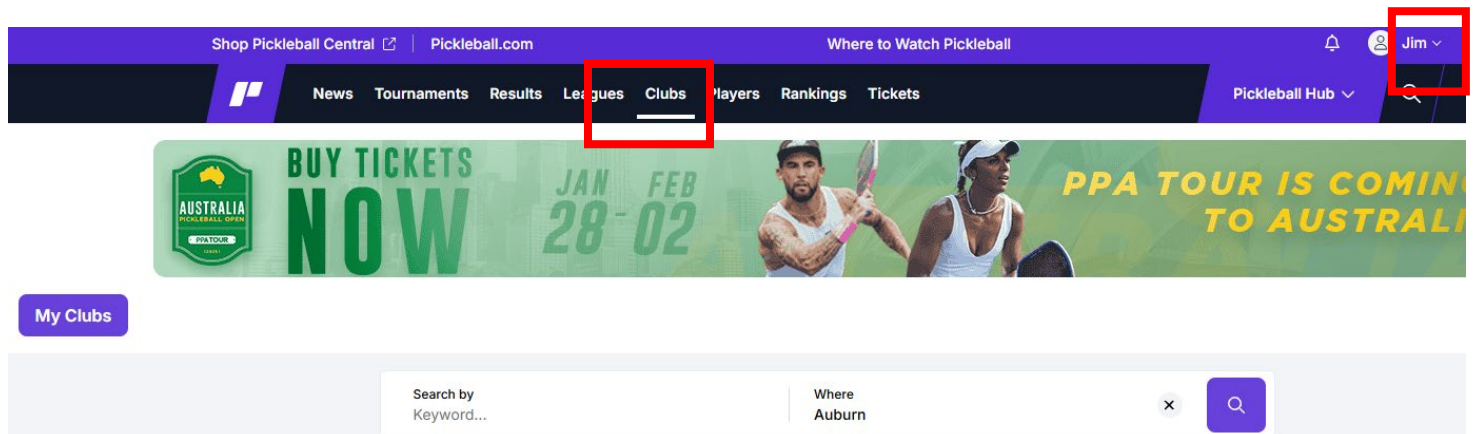 Shop Pickleball Central Pickleball.com Where to Watch Pickleball Jim
News Tournaments Results Leagues Clubs Players Rankings Tickets Pickleball Hub
AUSTRALIA
PICKLEBALL OPEN
PPA TOUR
BUY TICKETS
NOW
JAN FEB
28 - 02
PPA TOUR IS COMIN
TO AUSTRALI
My Clubs
Search by
Keyword...
Where
Auburn